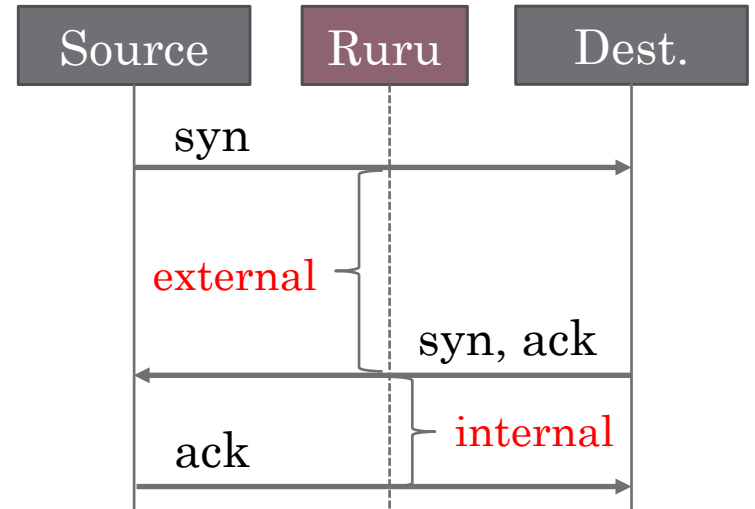 Source
Ruru
Dest.
syn
external
syn, ack
internal
ack